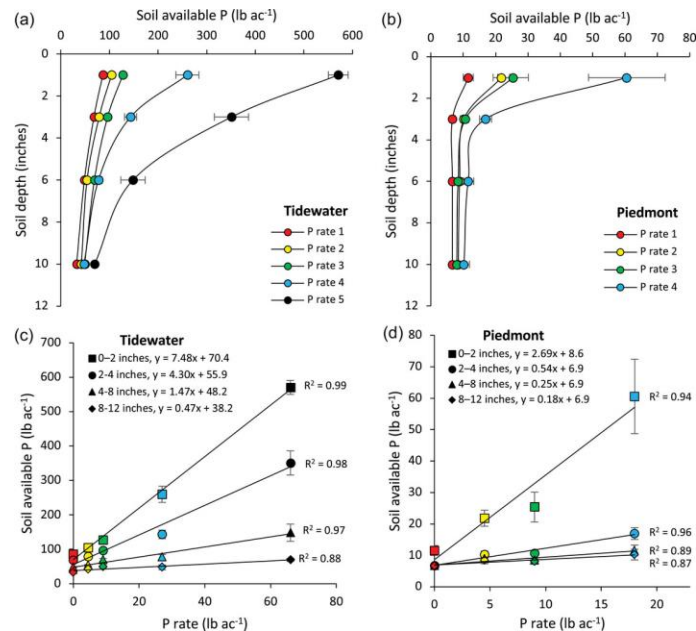 (a)
Soil available P (lb ac⁻¹)
0 100 200 300 400 500 600
0
2
4
6
8
10
12
Soil depth (inches)
Tidewater
P rate 1
P rate 2
P rate 3
P rate 4
P rate 5
(b)
Soil available P (lb ac⁻¹)
0 10 20 30 40 50 60 70 80
0
2
4
6
8
10
12
Soil depth (inches)
Piedmont
P rate 1
P rate 2
P rate 3
P rate 4
(c)
Tidewater
0–2 inches, y = 7.48x + 70.4
2-4 inches, y = 4.30x + 55.9
4-8 inches, y = 1.47x + 48.2
8-12 inches, y = 0.47x + 38.2
700
600
500
400
300
200
100
0
Soil available P (lb ac⁻¹)
R² = 0.99
R² = 0.98
R² = 0.97
R² = 0.88
0 20 40 60 80
P rate (lb ac⁻¹)
(d)
Piedmont
0–2 inches, y = 2.69x + 8.6
2–4 inches, y = 0.54x + 6.9
4–8 inches, y = 0.25x + 6.9
8–12 inches, y = 0.18x + 6.9
80
70
60
50
40
30
20
10
0
Soil available P (lb ac⁻¹)
R² = 0.94
R² = 0.96
R² = 0.89
R² = 0.87
0 5 10 15 20
P rate (lb ac⁻¹)